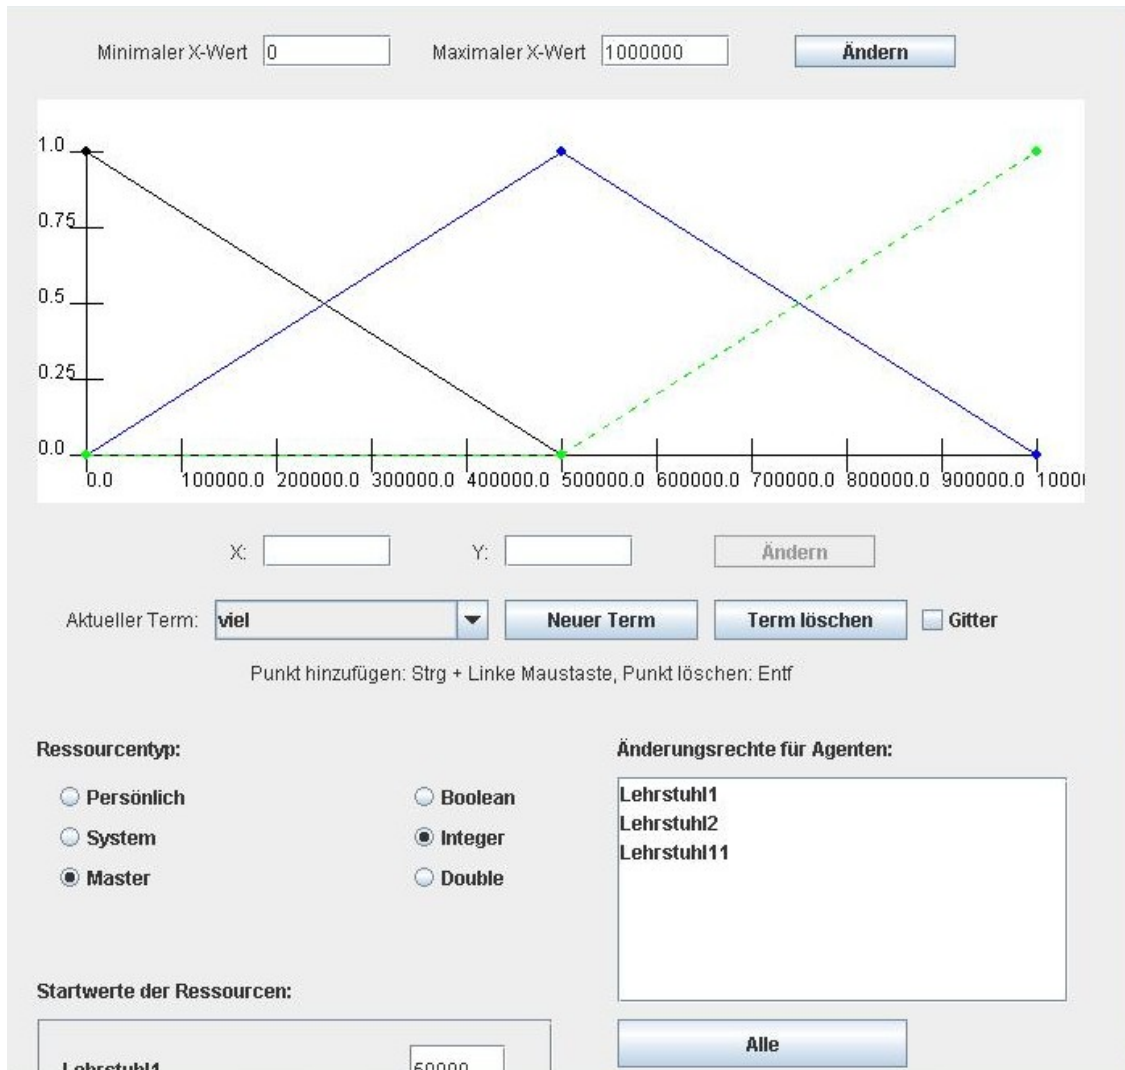 Minimaler X-Wert 0 Maximaler X-Wert 1000000 Ändern
1.0
0.75
0.5
0.25
0.0
0.0 100000.0 200000.0 300000.0 400000.0 500000.0 600000.0 700000.0 800000.0 900000.0 10000
X: Y: Ändern
Aktueller Term: viel Neuer Term Term löschen Gitter
Punkt hinzufügen: Strg + Linke Maustaste, Punkt löschen: Entf
Ressourcentyp: Änderungsrechte für Agenten:
Persönlich Boolean Lehrstuhl1
System Integer Lehrstuhl2
Master Double Lehrstuhl11
Startwerte der Ressourcen:
Alle
Lehrstuhl1 50000